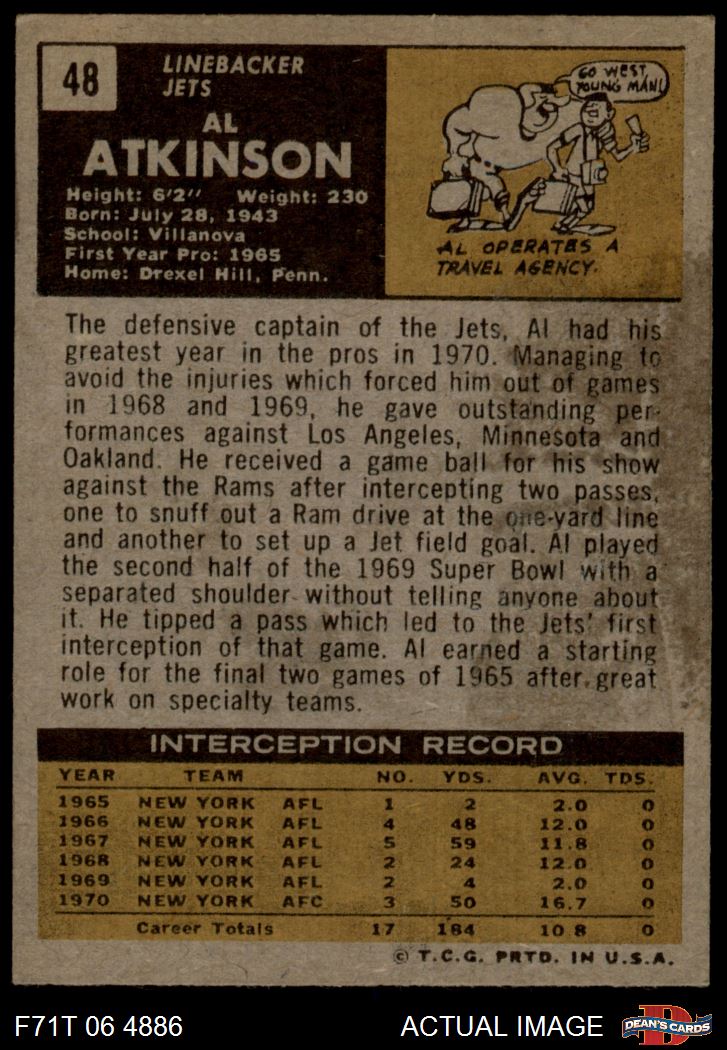 48
LINEBACKER
JETS
AL
ATKINSON
Height: 6'2" Weight: 230
Born: July 28, 1943
School: Villanova
First Year Pro: 1965
Home: Drexel Hill, Penn.
GO WEST
YOUNG MAN!
AL OPERATES A
TRAVEL AGENCY.
The defensive captain of the Jets, Al had his
greatest year in the pros in 1970. Managing to
avoid the injuries which forced him out of games
in 1968 and 1969, he gave outstanding per-
formances against Los Angeles, Minnesota and
Oakland. He received a game ball for his show
against the Rams after intercepting two passes,
one to snuff out a Ram drive at the one-yard line
and another to set up a Jet field goal. Al played
the second half of the 1969 Super Bowl with a
separated shoulder without telling anyone about
it. He tipped a pass which led to the Jets' first
interception of that game. Al earned a starting
role for the final two games of 1965 after great
work on specialty teams.
INTERCEPTION RECORD
YEAR TEAM NO. YDS. AVG. TDS.
1965 NEW YORK AFL 1 2 2.0 0
1966 NEW YORK AFL 4 48 12.0 0
1967 NEW YORK AFL 5 59 11.8 0
1968 NEW YORK AFL 2 24 12.0 0
1969 NEW YORK AFL 2 4 2.0 0
1970 NEW YORK AFC 3 50 16.7 0
Career Totals 17 184 10 8 0
© T.C.G. PRTD. IN U.S.A.
F71T 06 4886 ACTUAL IMAGE D DEAN'S CARDS